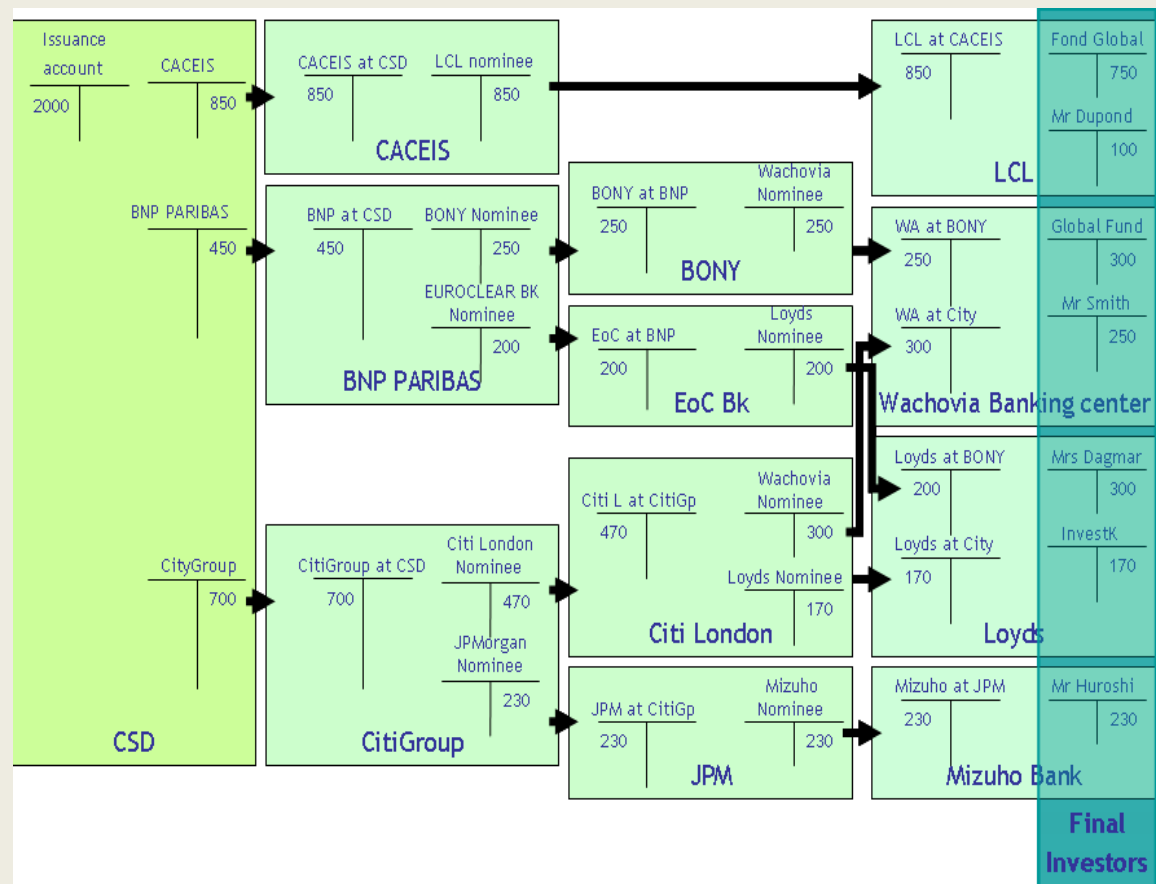 Issuance
account
2000
CACEIS
850
BNP PARIBAS
450
CityGroup
700
CSD
CACEIS at CSD
850
LCL nominee
850
CACEIS
BNP at CSD
450
BONY Nominee
250
EUROCLEAR BK
Nominee
200
BNP PARIBAS
CitiGroup at CSD
700
Citi London
Nominee
470
JPMorgan
Nominee
230
CitiGroup
BONY at BNP
250
Wachovia
Nominee
250
BONY
EoC at BNP
200
Loyds
Nominee
200
EoC Bk
Citi L at CitiGp
470
Wachovia
Nominee
300
Loyds Nominee
170
Citi London
JPM at CitiGp
230
Mizuho
Nominee
230
JPM
LCL at CACEIS
850
Fond Global
750
Mr Dupond
100
LCL
WA at BONY
250
WA at City
300
Global Fund
300
Mr Smith
250
Wachovia Banking center
Loyds at BONY
200
Loyds at City
170
Mrs Dagmar
300
InvestK
170
Loyds
Mizuho at JPM
230
Mr Huroshi
230
Mizuho Bank
Final
Investors